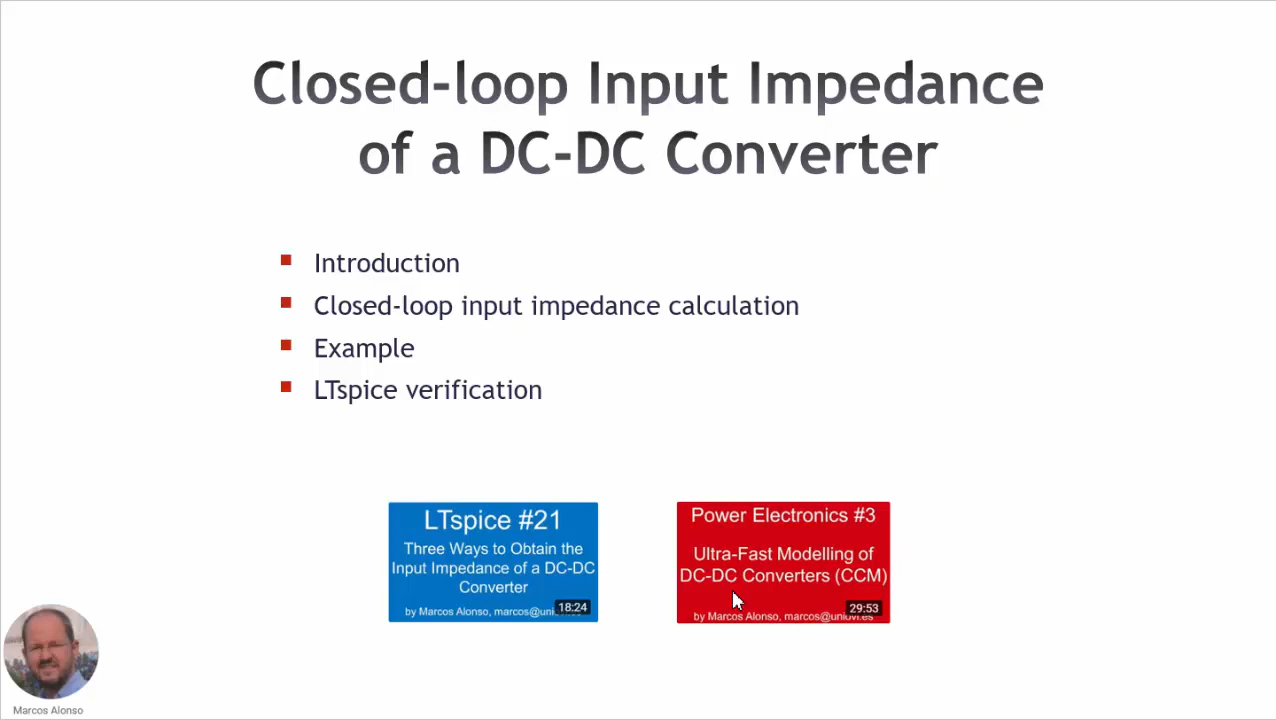 Closed-loop Input Impedance
of a DC-DC Converter
Introduction
Closed-loop input impedance calculation
Example
LTspice verification
LTspice #21
Three Ways to Obtain the
Input Impedance of a DC-DC
Converter
by Marcos Alonso,
18:24
Power Electronics #3
Ultra-Fast Modelling of
DC-DC Converters (CCM)
by Marcos Alonso, marcos@uniovi.es
29:53
Marcos Alonso